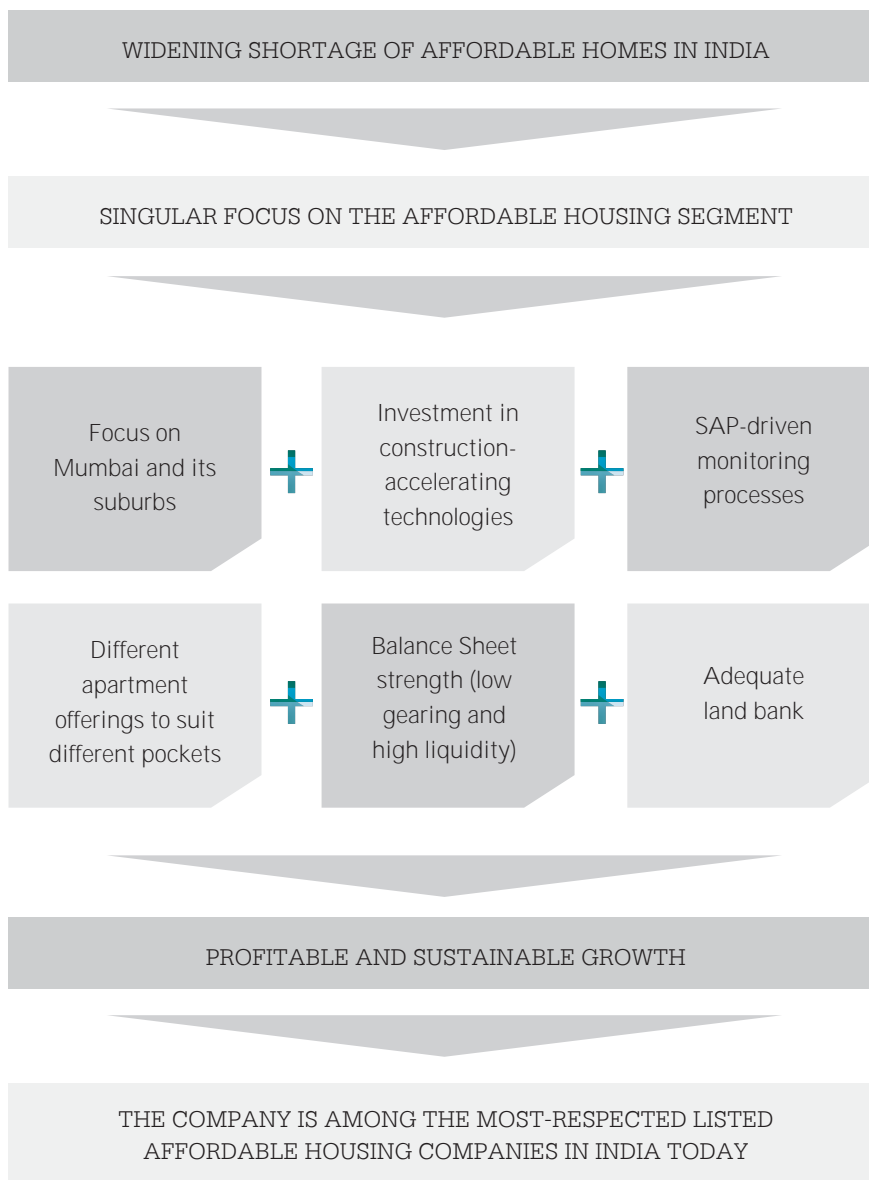 WIDENING SHORTAGE OF AFFORDABLE HOMES IN INDIA
SINGULAR FOCUS ON THE AFFORDABLE HOUSING SEGMENT
Focus on
Mumbai and its
suburbs
Investment in
construction-
accelerating
technologies
SAP-driven
monitoring
processes
Different
apartment
offerings to suit
different pockets
Balance Sheet
strength (low
gearing and
high liquidity)
Adequate
land bank
PROFITABLE AND SUSTAINABLE GROWTH
THE COMPANY IS AMONG THE MOST-RESPECTED LISTED
AFFORDABLE HOUSING COMPANIES IN INDIA TODAY